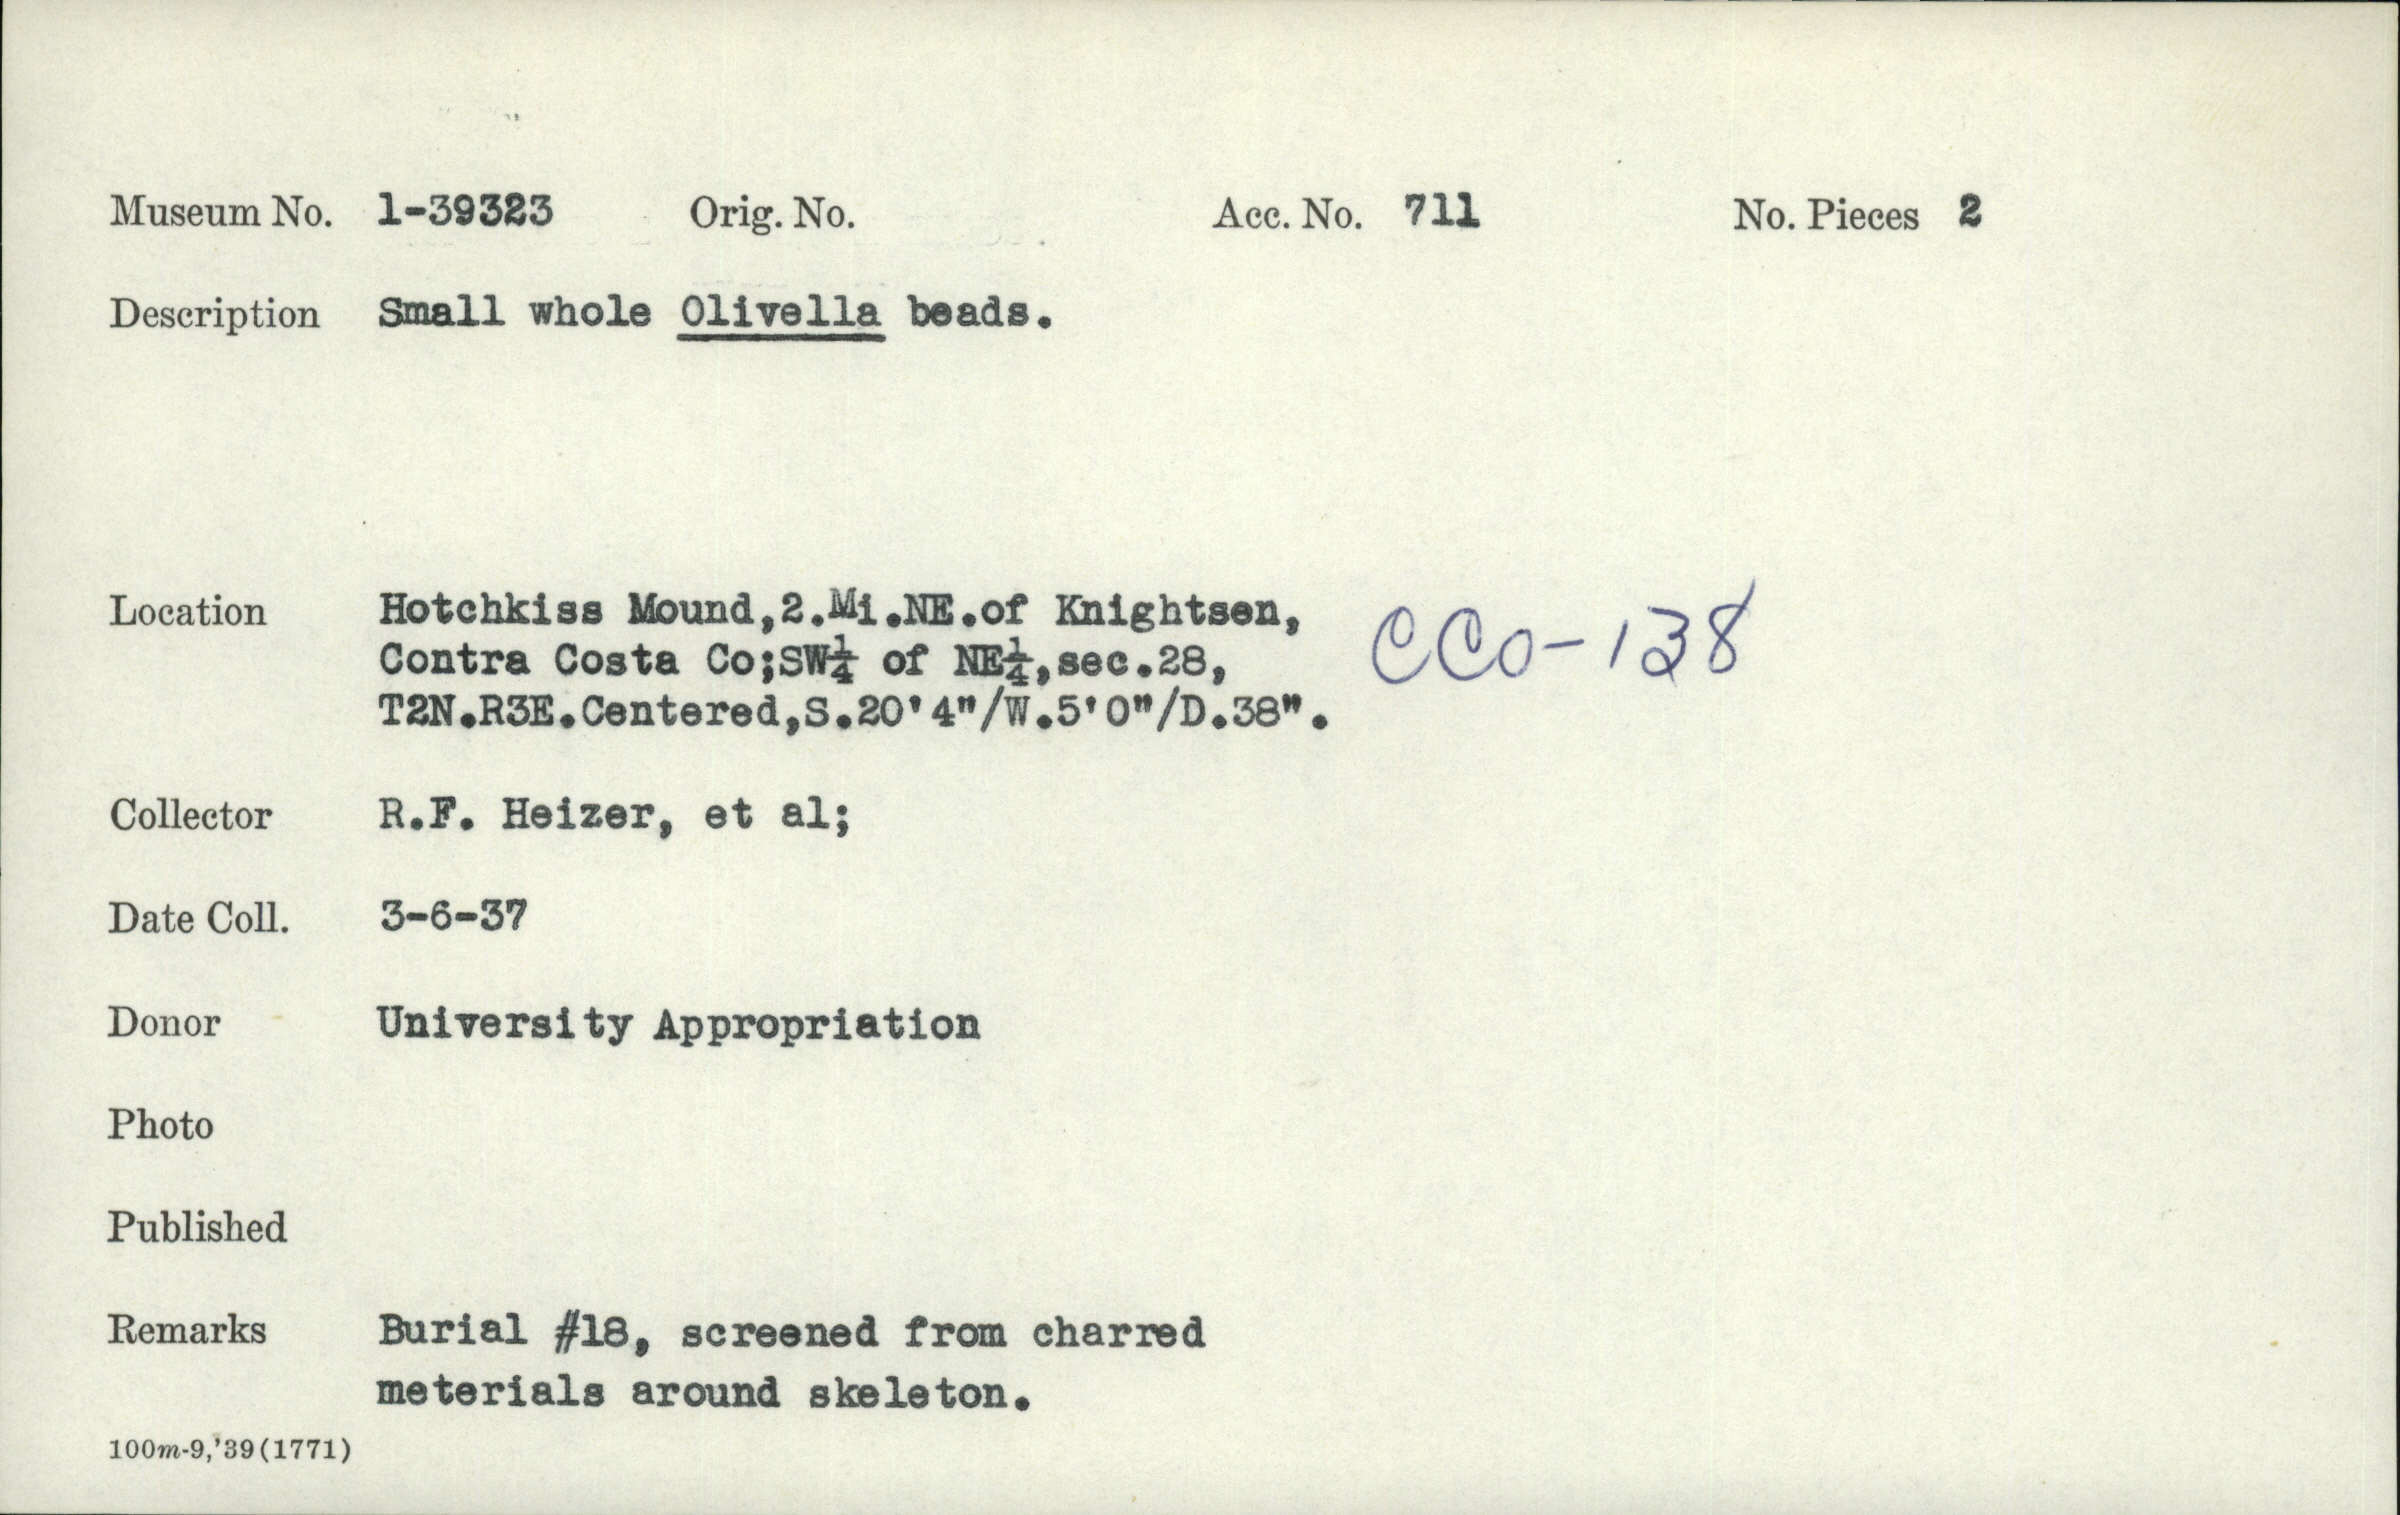 Museum No. 1-39323 Orig. No. Acc. No. 711 No. Pieces 2
Description Small whole Olivella beads.
Location Hotchkiss Mound,2.Mi.NE.of Knightsen,
Contra Costa Co;SW¼ of NE¼,sec.28,
T2N.R3E.Centered,S.20'4"/W.5'0"/D.38".
CCo-138
Collector R.F. Heizer, et al;
Date Coll. 3-6-37
Donor University Appropriation
Photo
Published
Remarks Burial #18, screened from charred
meterials around skeleton.
100m-9,'39(1771)